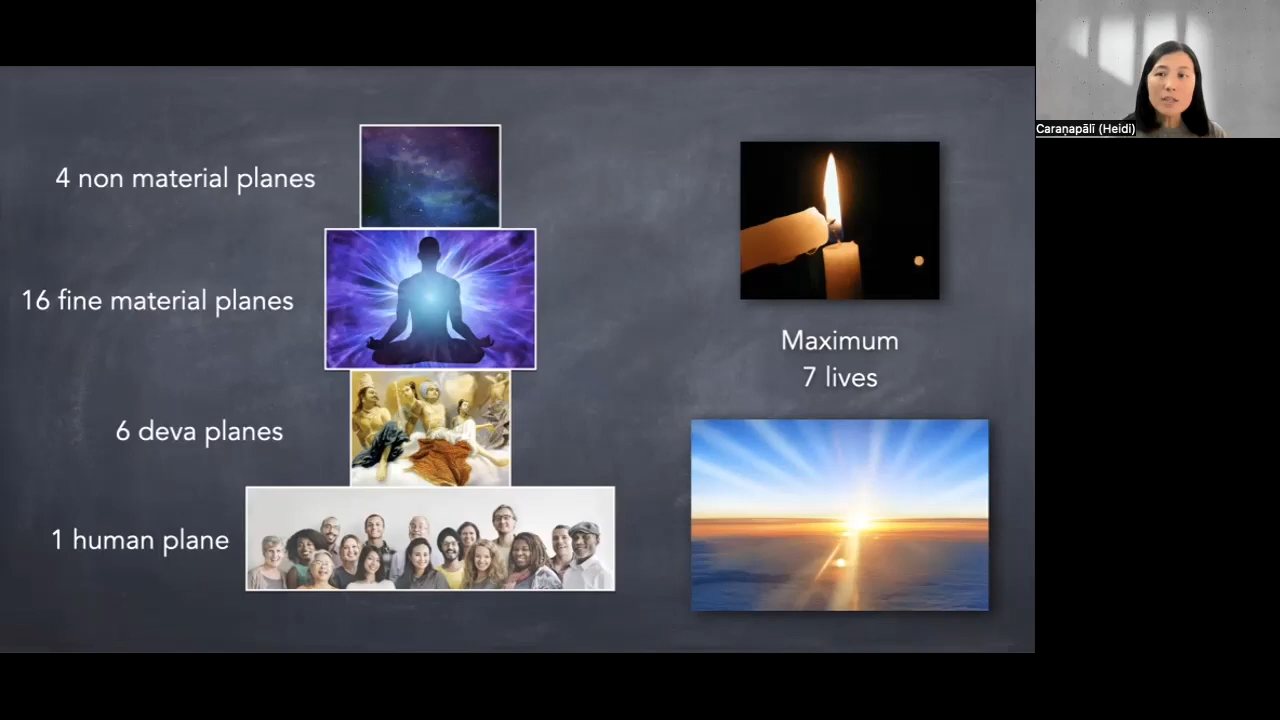 4 non material planes
16 fine material planes
6 deva planes
1 human plane
Maximum
7 lives
Caraṇapālī (Heidi)